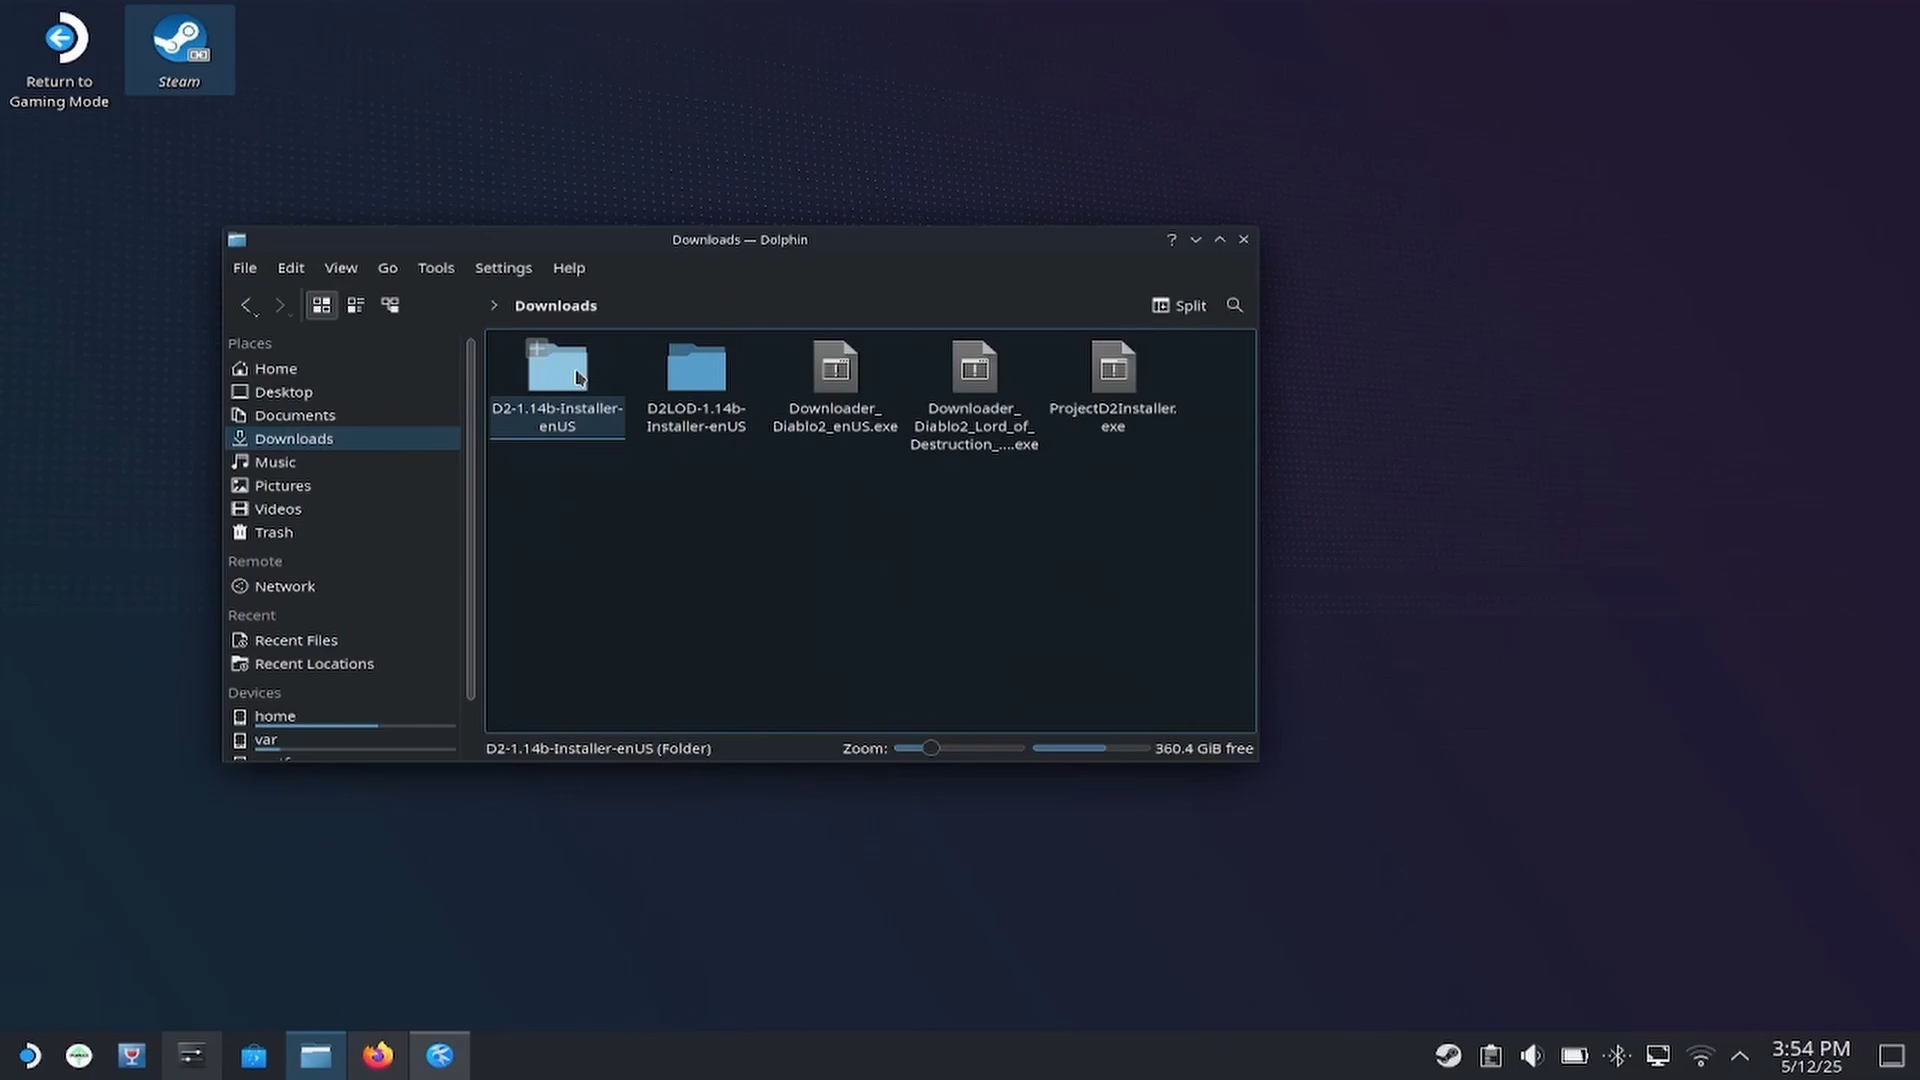 Return to
Gaming Mode
Steam
Downloads — Dolphin
File Edit View Go Tools Settings Help
Downloads
Split
Places
Home
Desktop
Documents
Downloads
Music
Pictures
Videos
Trash
Remote
Network
Recent
Recent Files
Recent Locations
Devices
home
var
D2-1.14b-Installer-
enUS
D2LOD-1.14b-
Installer-enUS
Downloader_
Diablo2_enUS.exe
Downloader_
Diablo2_Lord_of_
Destruction_....exe
ProjectD2Installer.
exe
D2-1.14b-Installer-enUS (Folder)
Zoom:
360.4 GiB free
3:54 PM
5/12/25